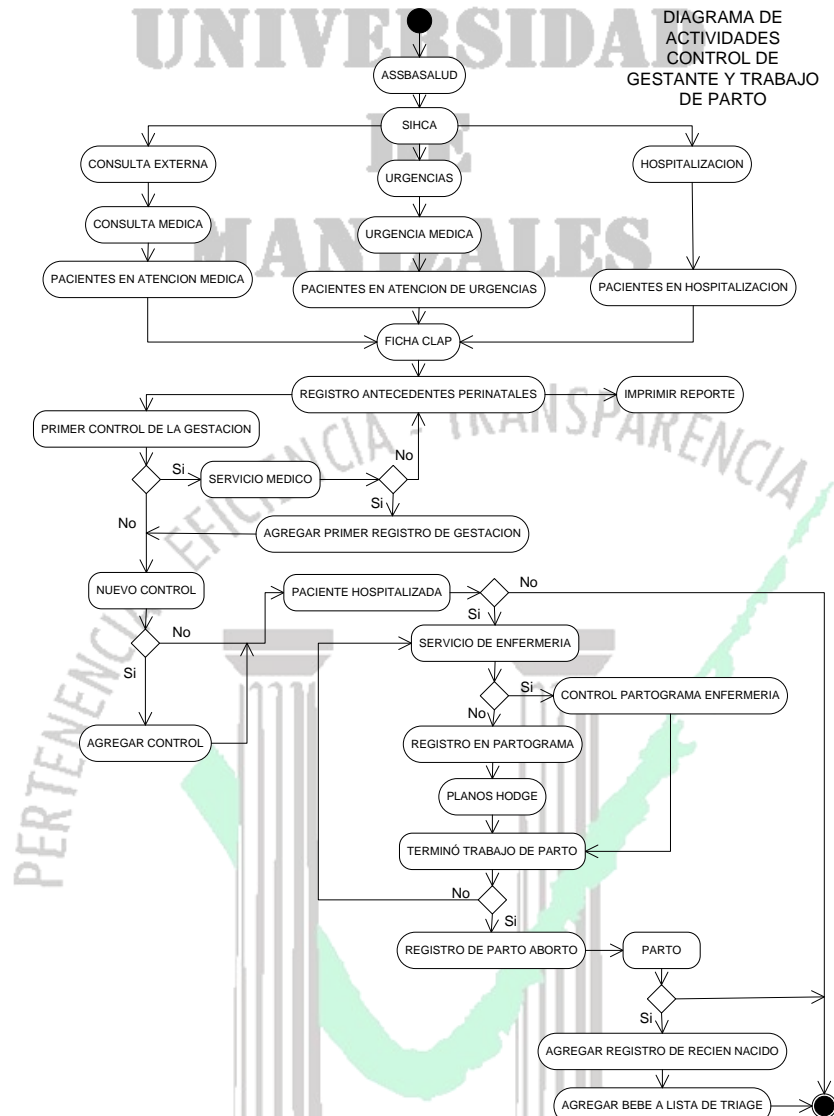 UNIVERSIDAD
DE
MANIZALES
PERTENENCIA - EFICIENCIA - TRANSPARENCIA
DIAGRAMA DE
ACTIVIDADES
CONTROL DE
GESTANTE Y TRABAJO
DE PARTO
ASSBASALUD
SIHCA
CONSULTA EXTERNA
URGENCIAS
HOSPITALIZACION
CONSULTA MEDICA
URGENCIA MEDICA
PACIENTES EN ATENCION MEDICA
PACIENTES EN ATENCION DE URGENCIAS
PACIENTES EN HOSPITALIZACION
FICHA CLAP
REGISTRO ANTECEDENTES PERINATALES
IMPRIMIR REPORTE
PRIMER CONTROL DE LA GESTACION
Si
SERVICIO MEDICO
No
Si
No
AGREGAR PRIMER REGISTRO DE GESTACION
NUEVO CONTROL
PACIENTE HOSPITALIZADA
No
Si
No
SERVICIO DE ENFERMERIA
Si
Si
CONTROL PARTOGRAMA ENFERMERIA
No
AGREGAR CONTROL
REGISTRO EN PARTOGRAMA
PLANOS HODGE
TERMINÓ TRABAJO DE PARTO
No
Si
REGISTRO DE PARTO ABORTO
PARTO
Si
AGREGAR REGISTRO DE RECIEN NACIDO
AGREGAR BEBE A LISTA DE TRIAGE